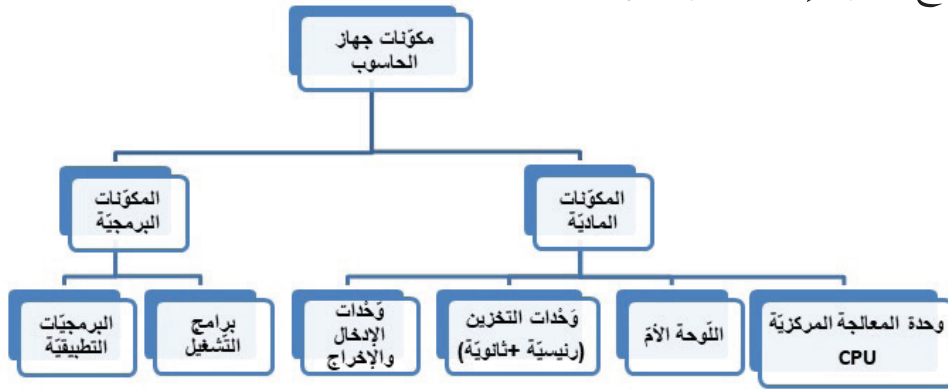 مكوّنات جهاز
الحاسوب
المكوّنات
الماديّة
المكوّنات
البرمجيّة
وحدة المعالجة المركزيّة
CPU
اللّوحة الأمّ
وَحْدات التخزين
(رئيسيّة +ثانويّة)
وَحْدات
الإدخال
والإخراج
برامج
التّشغيل
البرمجيّات
التطبيقيّة